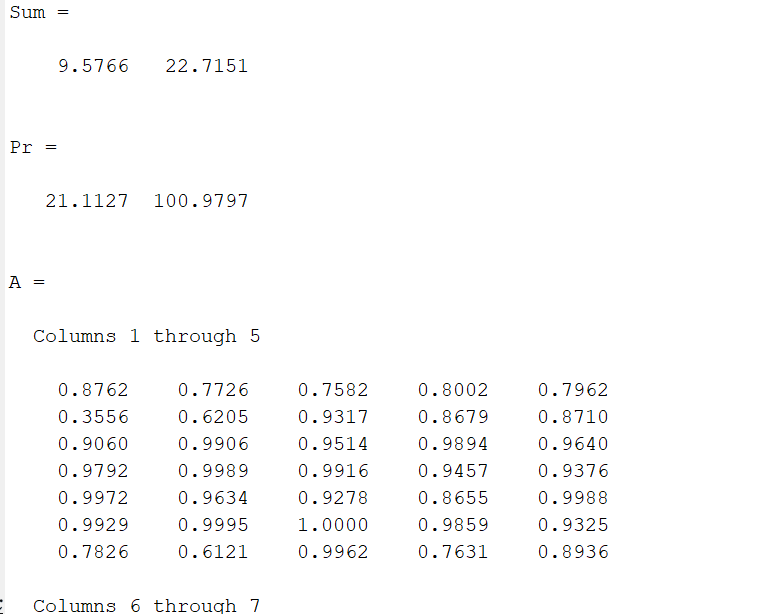 Sum =
9.5766 22.7151
Pr =
21.1127 100.9797
A =
Columns 1 through 5
0.8762 0.7726 0.7582 0.8002 0.7962
0.3556 0.6205 0.9317 0.8679 0.8710
0.9060 0.9906 0.9514 0.9894 0.9640
0.9792 0.9989 0.9916 0.9457 0.9376
0.9972 0.9634 0.9278 0.8655 0.9988
0.9929 0.9995 1.0000 0.9859 0.9325
0.7826 0.6121 0.9962 0.7631 0.8936
Columns 6 through 7